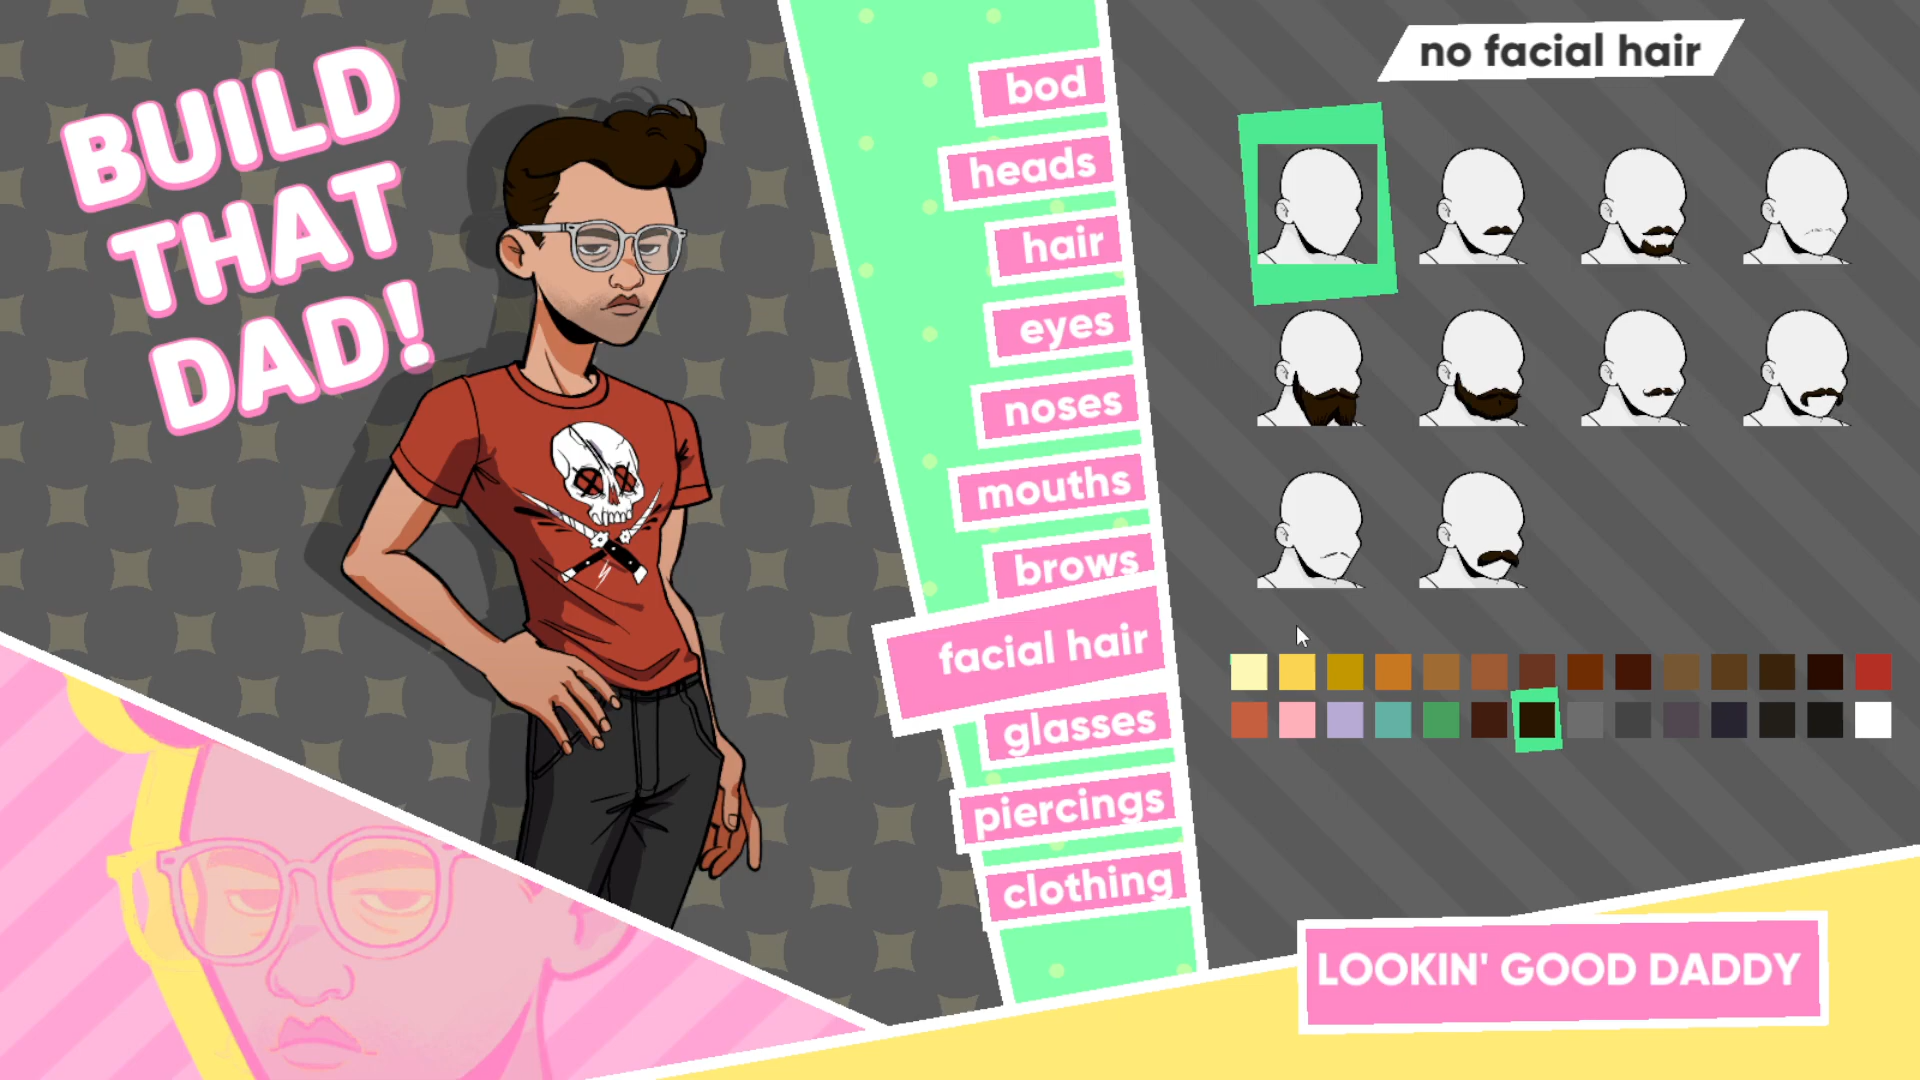 BUILD
THAT
DAD!
bod
heads
hair
eyes
noses
mouths
brows
facial hair
glasses
piercings
clothing
no facial hair
LOOKIN' GOOD DADDY